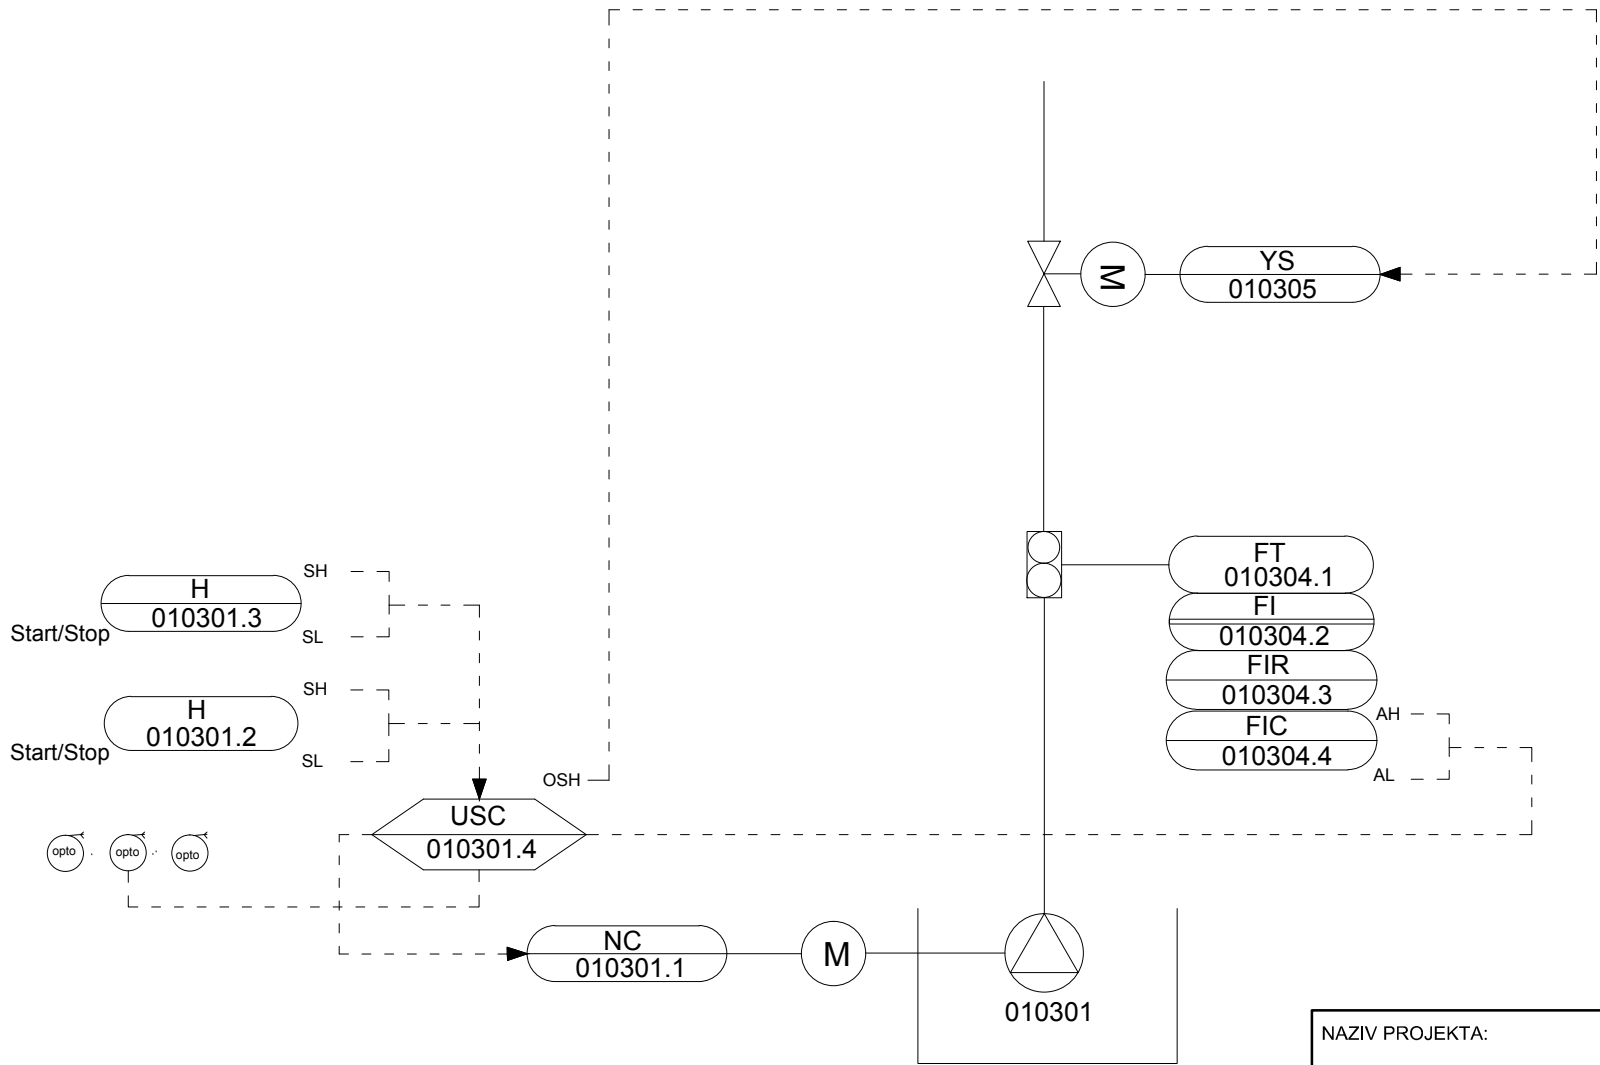 M
YS
010305
FT
010304.1
FI
010304.2
FIR
010304.3
FIC
010304.4
AH
AL
SH
H
010301.3
Start/Stop
SL
SH
H
010301.2
Start/Stop
SL
OSH
USC
010301.4
opto
opto
opto
NC
010301.1
M
010301
NAZIV PROJEKTA: